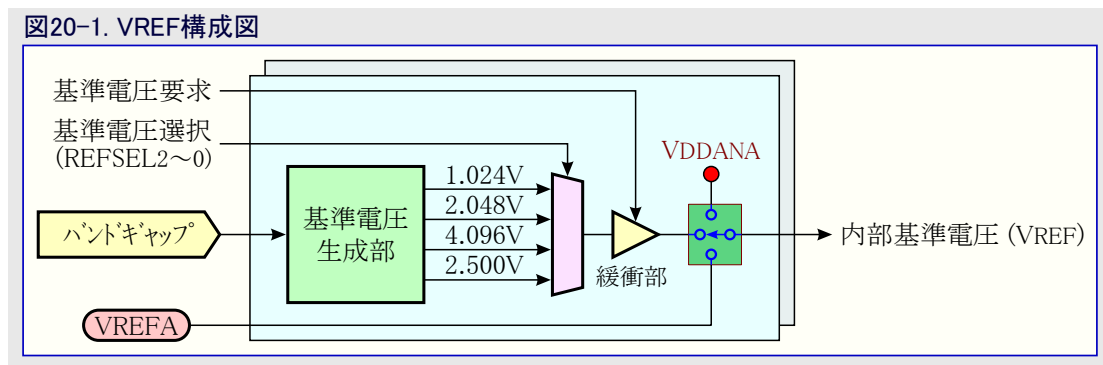 図20-1. VREF構成図
基準電圧要求
基準電圧選択
(REFSEL2～0)
VDDANA
1.024V
2.048V
4.096V
2.500V
バンドギャップ
基準電圧
生成部
緩衝部
内部基準電圧 (VREF)
VREFA